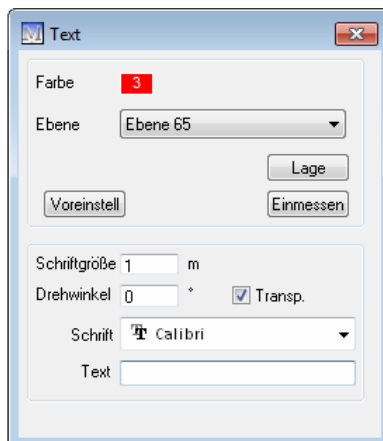 Text
Farbe 3
Ebene Ebene 65
Lage
Voreinstell Einmessen
Schriftgröße 1 m
Drehwinkel 0 ° Transp.
Schrift Calibri
Text